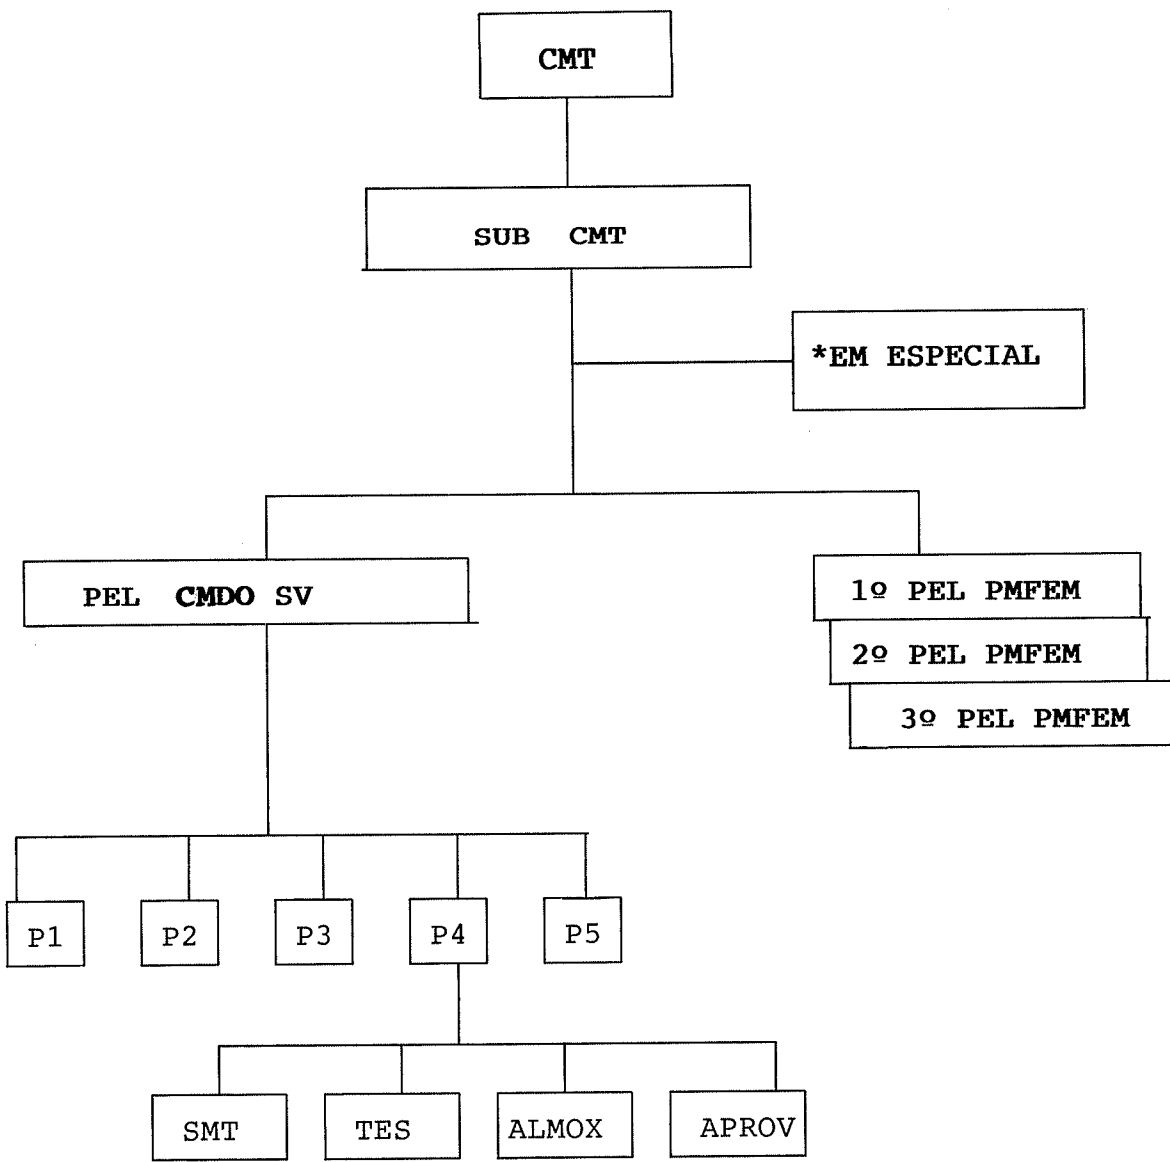 CMT
SUB CMT
*EM ESPECIAL
PEL CMDO SV
1º PEL PMFEM
2º PEL PMFEM
3º PEL PMFEM
P1 P2 P3 P4 P5
SMT TES ALMOX APROV